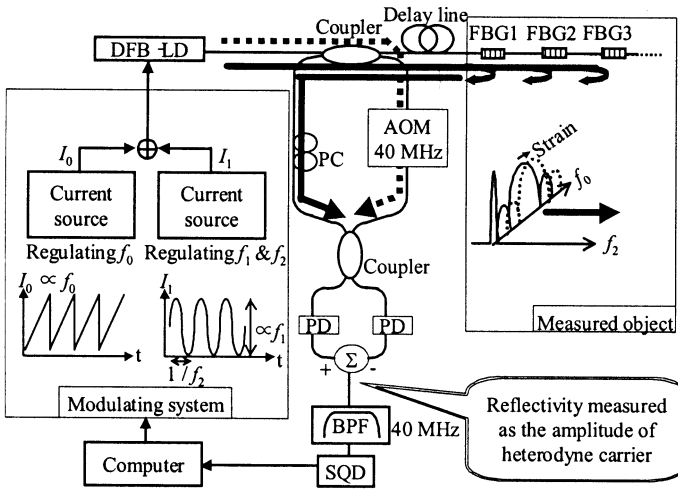 Coupler
Delay line
DFB -LD
FBG1 FBG2 FBG3
AOM
40 MHz
PC
I₀
I₁
Current
source
Current
source
Regulating f₀
Regulating f₁ & f₂
I₀ ∝ f₀
t
I₁
∝f₁
t
1 / f₂
Modulating system
Computer
Coupler
PD
PD
+ Σ -
BPF
40 MHz
SQD
Strain
f₀
f₂
Measured object
Reflectivity measured
as the amplitude of
heterodyne carrier